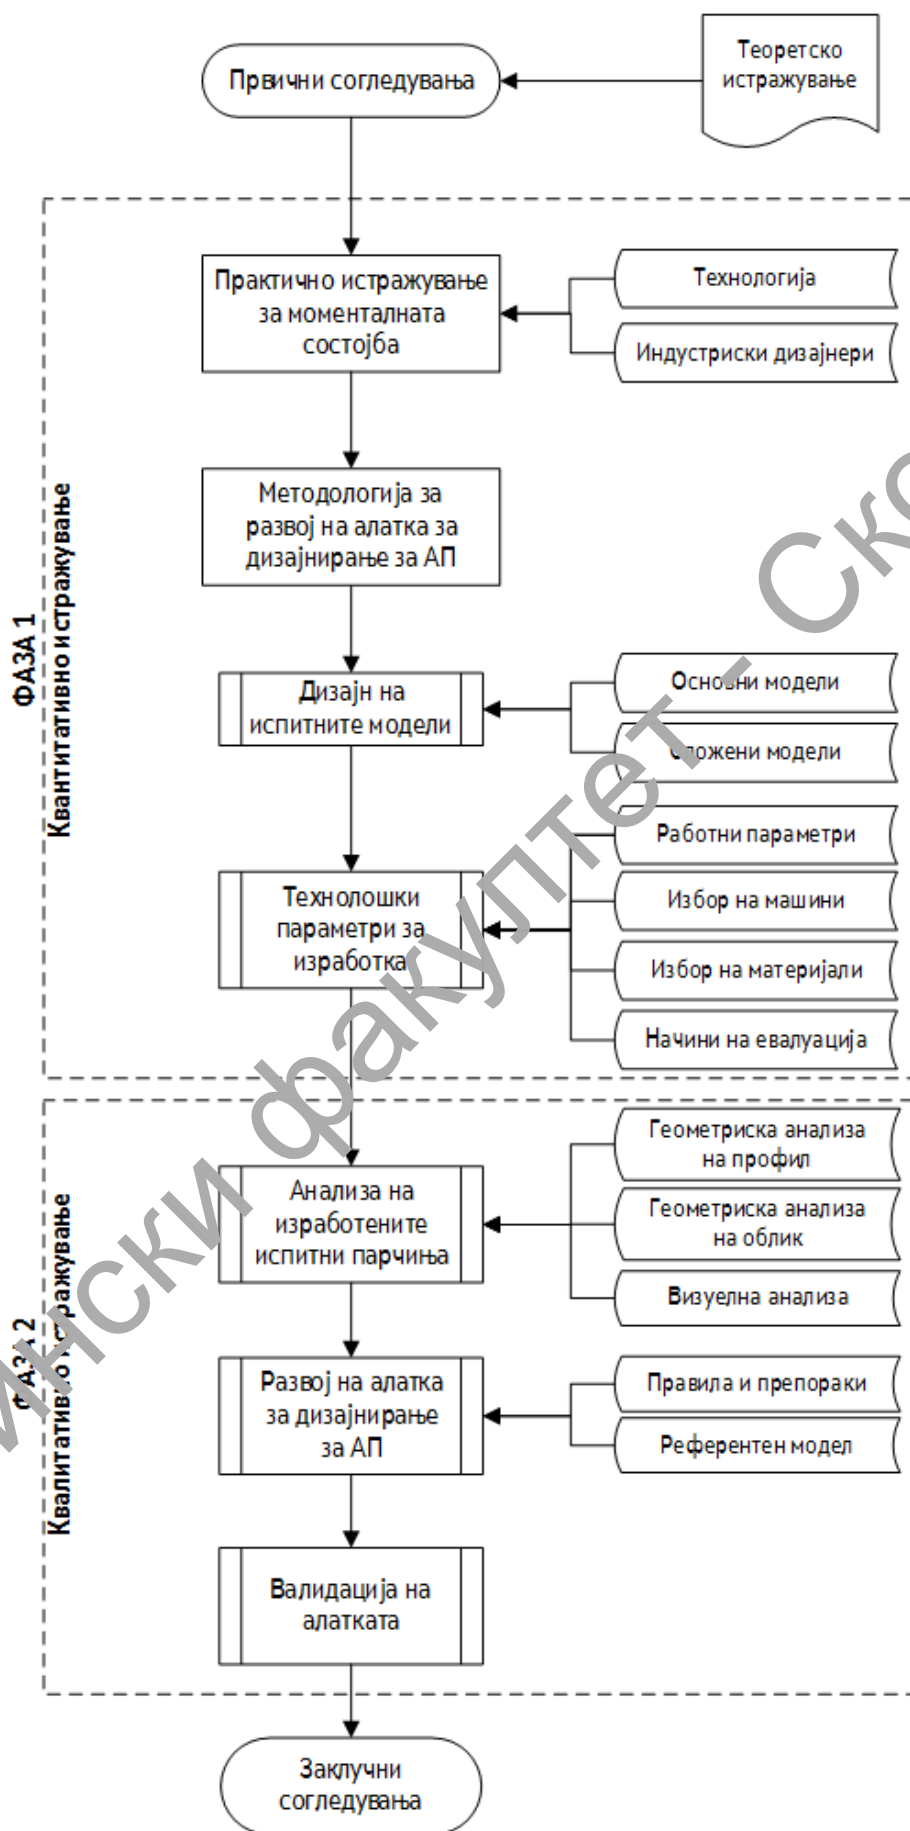 Првични согледувања
Теоретско
истражување
ФАЗА 1
Квантитативно истражување
Практично истражување
за моменталната
состојба
Технологија
Индустриски дизајнери
Методологија за
развој на алатка за
дизајнирање за АП
Дизајн на
испитните модели
Основни модели
Сложени модели
Технолошки
параметри за
изработка
Работни параметри
Избор на машини
Избор на материјали
Начини на евалуација
ФАЗА 2
Квалитативно истражување
Анализа на
изработените
испитни парчиња
Геометриска анализа
на профил
Геометриска анализа
на облик
Визуелна анализа
Развој на алатка
за дизајнирање
за АП
Правила и препораки
Референтен модел
Валидација на
алатката
Заклучни
согледувања
факултет -